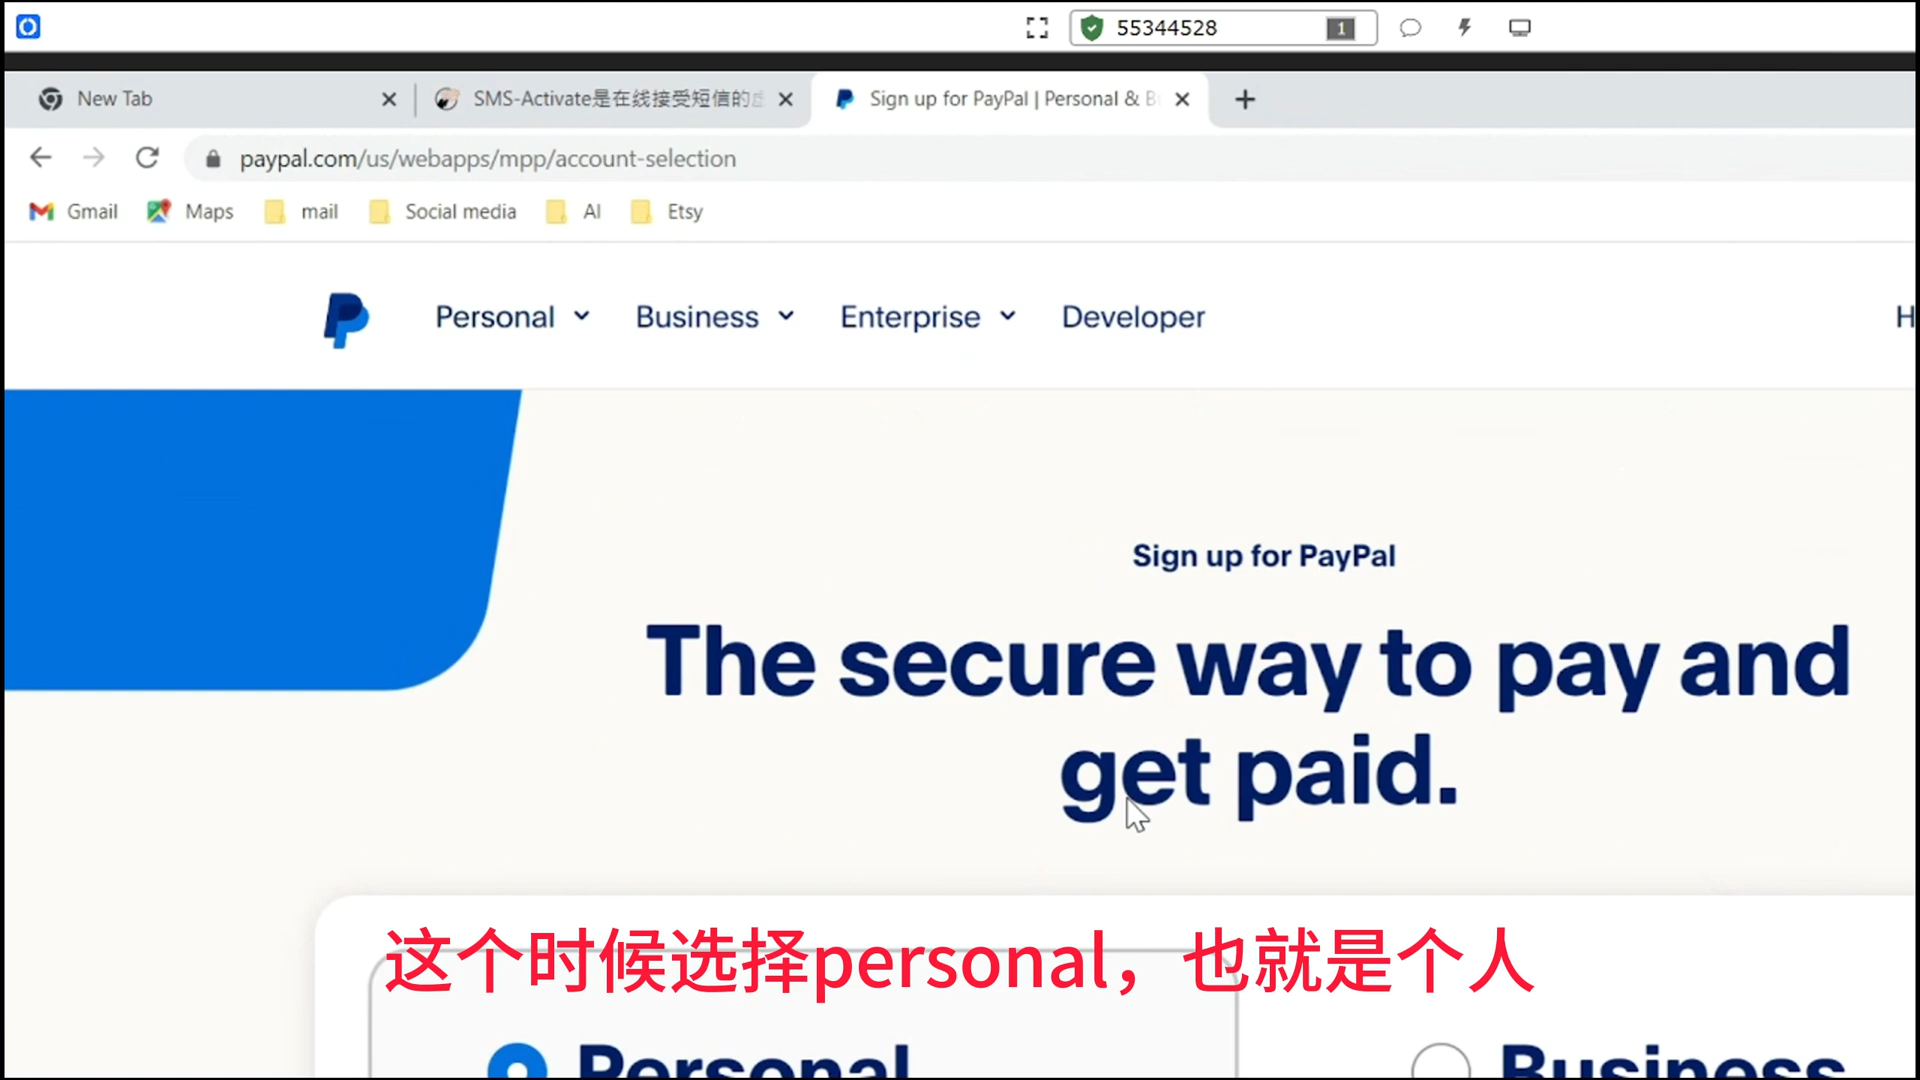 55344528
1
New Tab
SMS-Activate是在线接受短信的
Sign up for PayPal | Personal & B
paypal.com/us/webapps/mpp/account-selection
Gmail
Maps
mail
Social media
AI
Etsy
Personal
Business
Enterprise
Developer
H
Sign up for PayPal
The secure way to pay and
get paid.
这个时候选择personal，也就是个人
Personal
Business